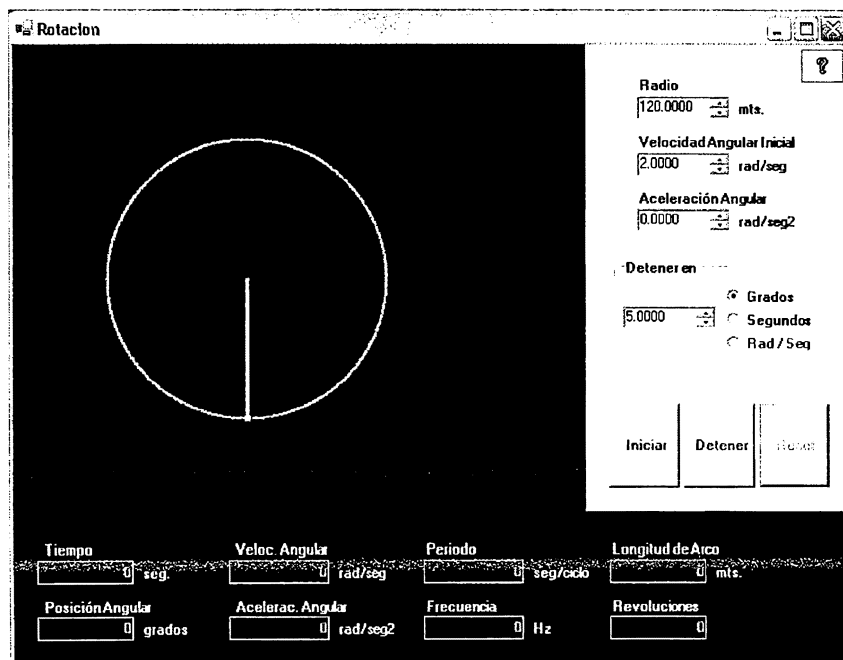 Rotacion
?
Radio
120.0000 mts.
Velocidad Angular Inicial
2.0000 rad/seg
Aceleración Angular
0.0000 rad/seg2
Detener en
5.0000
Grados
Segundos
Rad / Seg
Iniciar Detener
Tiempo Veloc. Angular Periodo Longitud de Arco
0 seg. 0 rad/seg 0 seg/ciclo 0 mts.
Posición Angular Acelerac. Angular Frecuencia Revoluciones
0 grados 0 rad/seg2 0 Hz 0